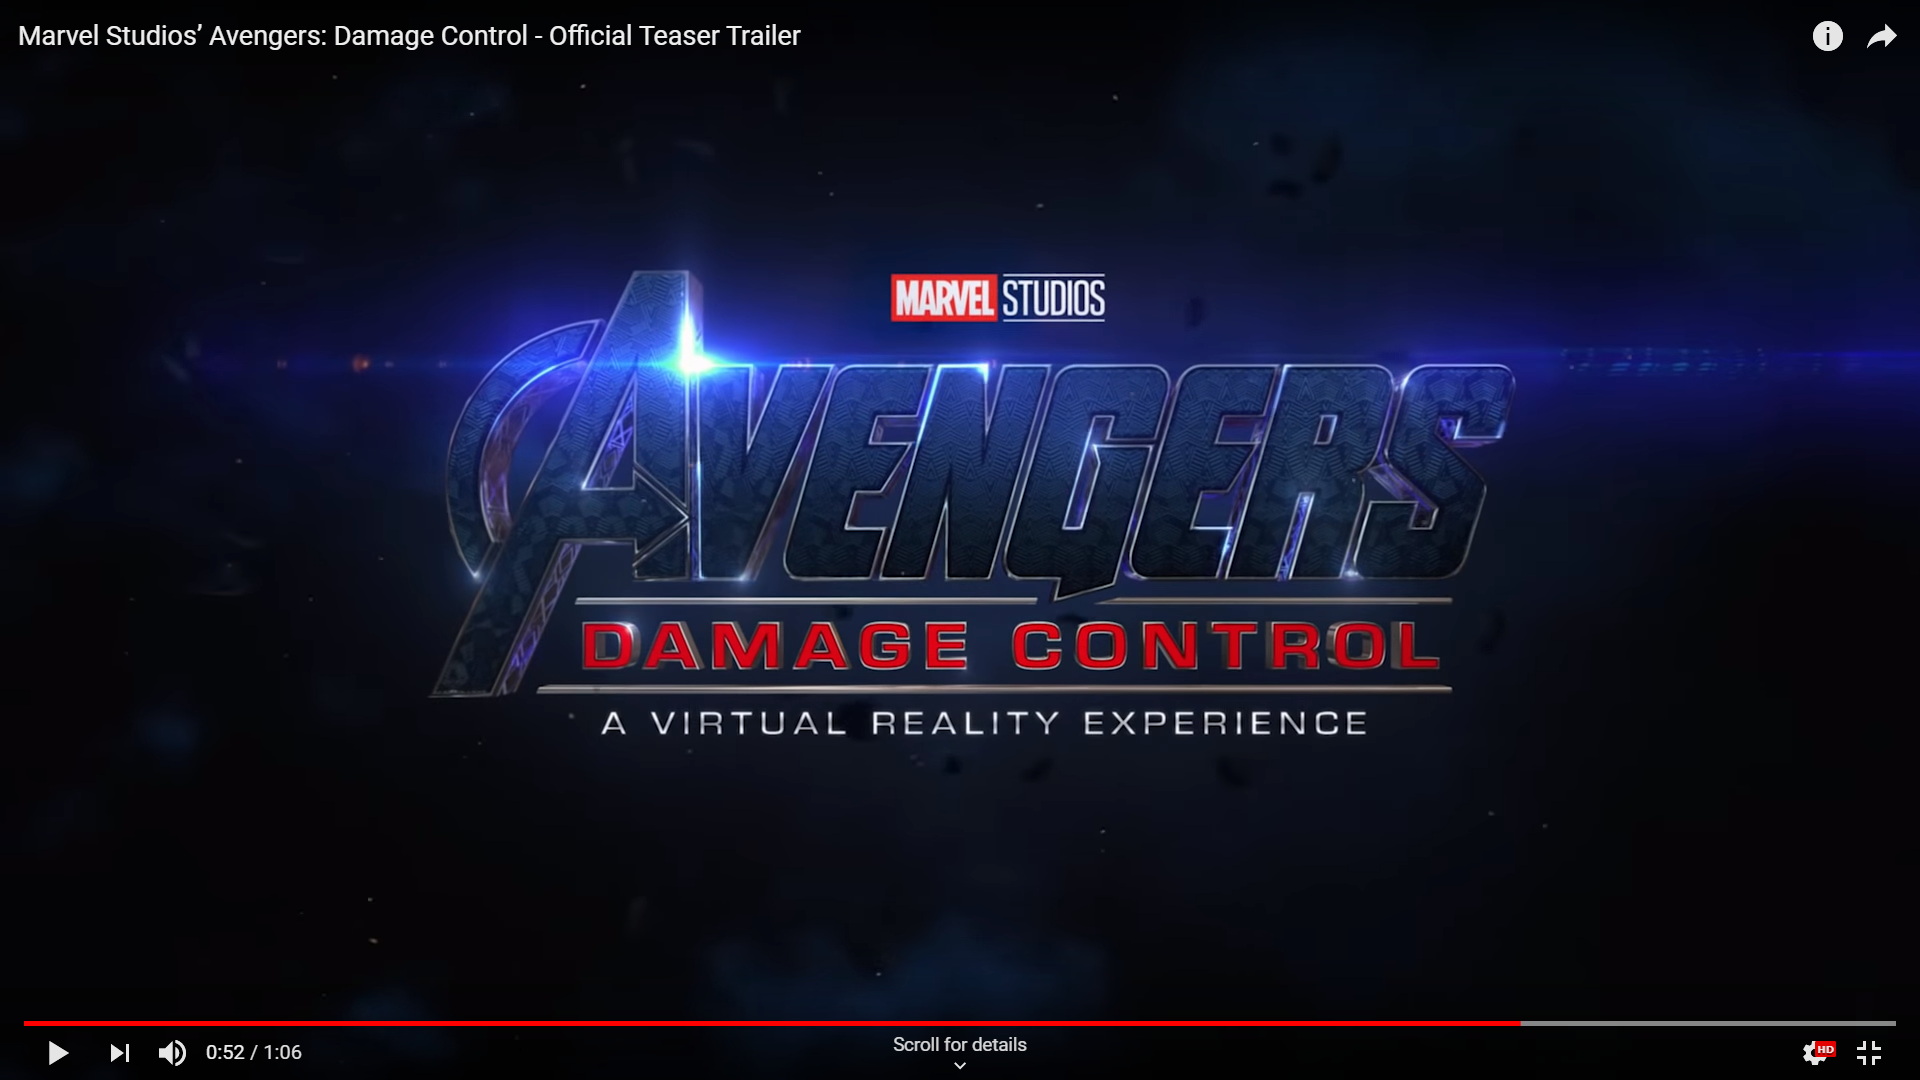 Marvel Studios’ Avengers: Damage Control - Official Teaser Trailer
MARVEL STUDIOS
AVENGERS
DAMAGE CONTROL
A VIRTUAL REALITY EXPERIENCE
0:52 / 1:06
Scroll for details
HD